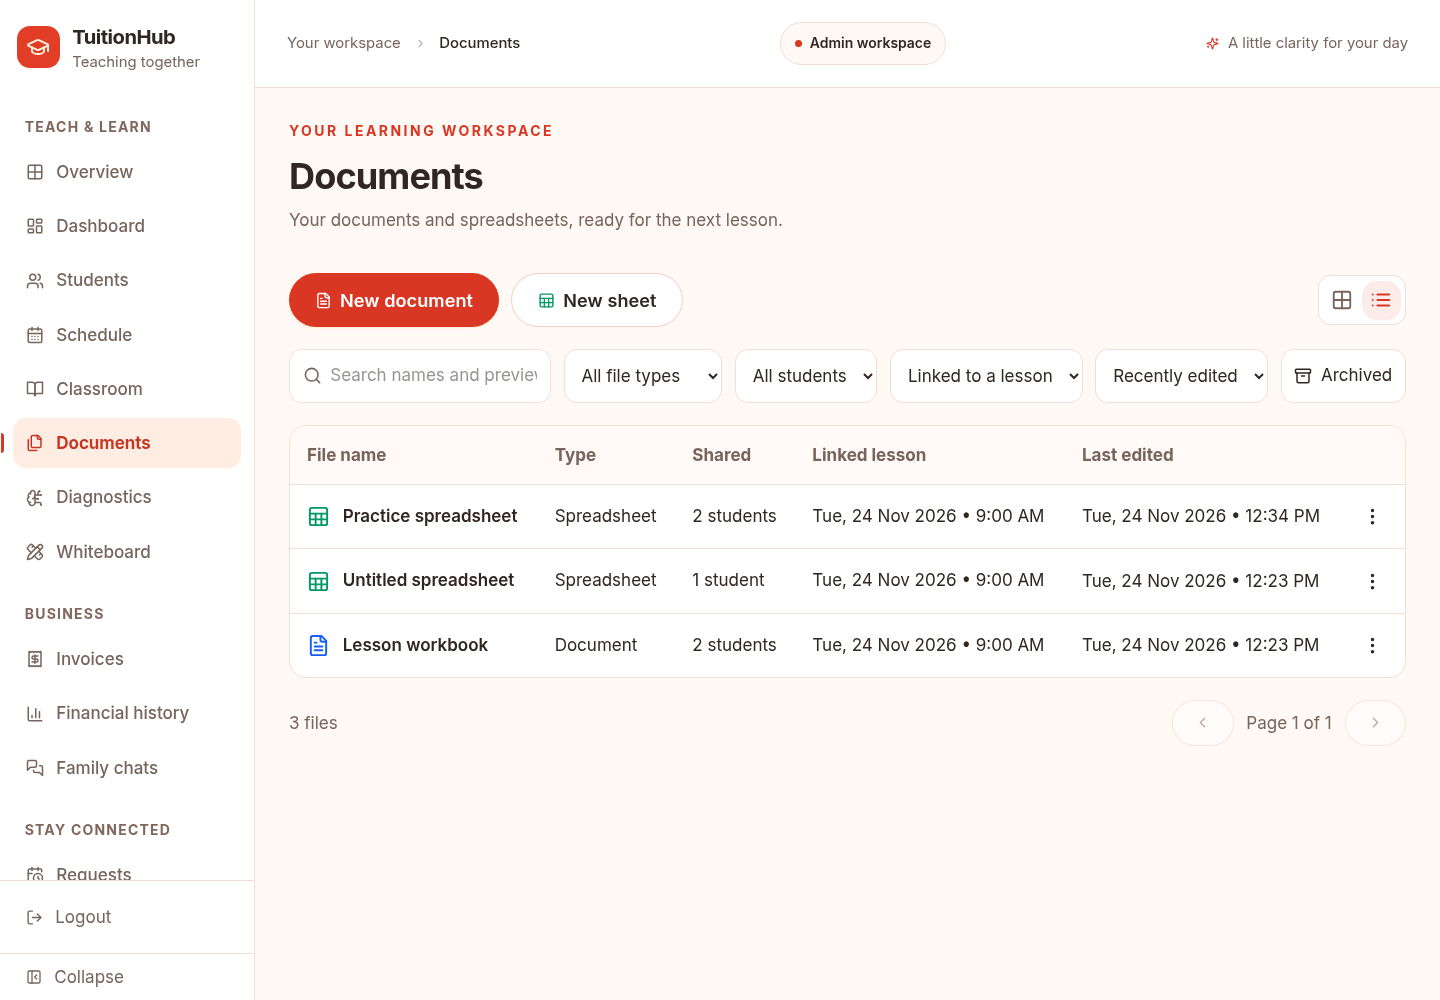 TuitionHub
Teaching together
TEACH & LEARN
Overview
Dashboard
Students
Schedule
Classroom
Documents
Diagnostics
Whiteboard
BUSINESS
Invoices
Financial history
Family chats
STAY CONNECTED
Requests
Logout
Collapse
Your workspace > Documents
Admin workspace
A little clarity for your day
YOUR LEARNING WORKSPACE
Documents
Your documents and spreadsheets, ready for the next lesson.
New document New sheet
Search names and preview All file types All students Linked to a lesson Recently edited Archived
File name Type Shared Linked lesson Last edited
Practice spreadsheet Spreadsheet 2 students Tue, 24 Nov 2026 • 9:00 AM Tue, 24 Nov 2026 • 12:34 PM
Untitled spreadsheet Spreadsheet 1 student Tue, 24 Nov 2026 • 9:00 AM Tue, 24 Nov 2026 • 12:23 PM
Lesson workbook Document 2 students Tue, 24 Nov 2026 • 9:00 AM Tue, 24 Nov 2026 • 12:23 PM
3 files
Page 1 of 1